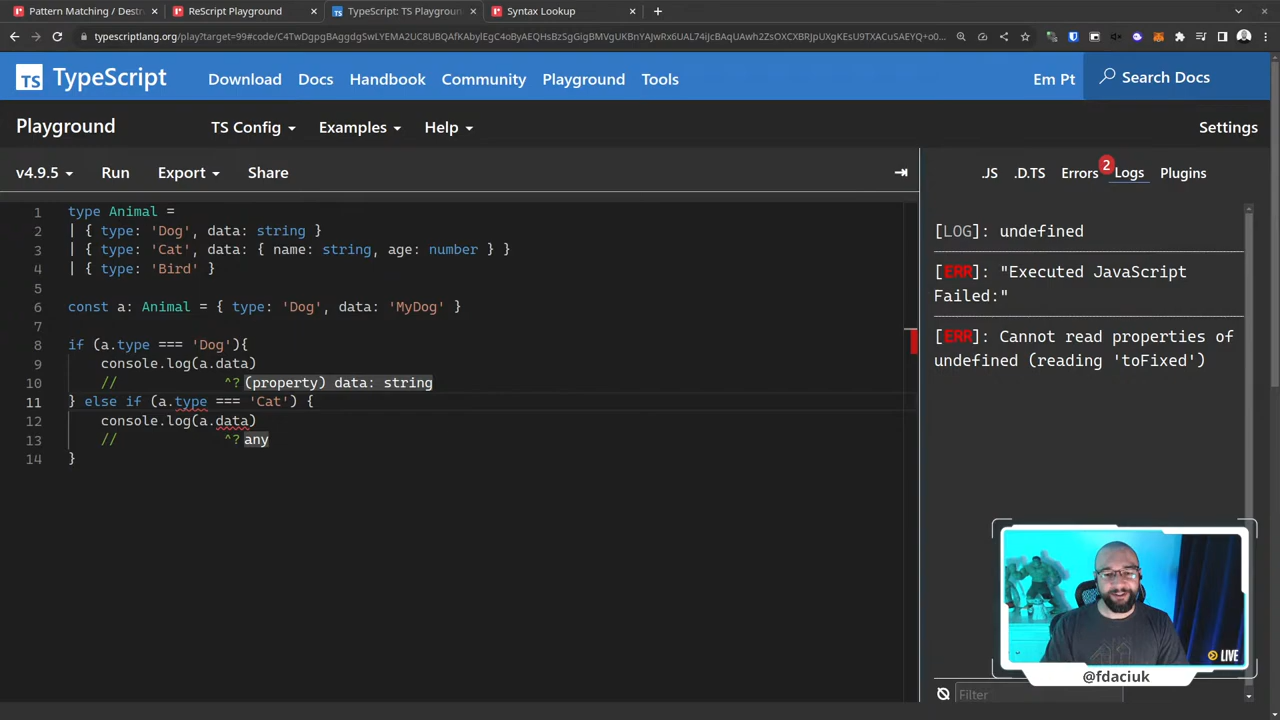 Pattern Matching / Destr
ReScript Playground
TypeScript: TS Playground
Syntax Lookup
TS TypeScript
Download
Docs
Handbook
Community
Playground
Tools
Em Pt
Search Docs
Playground
TS Config
Examples
Help
Settings
v4.9.5
Run
Export
Share
.JS
.D.TS
Errors
2
Logs
Plugins
1 type Animal =
2 | { type: 'Dog', data: string }
3 | { type: 'Cat', data: { name: string, age: number } }
4 | { type: 'Bird' }
5
6 const a: Animal = { type: 'Dog', data: 'MyDog' }
7
8 if (a.type === 'Dog'){
9 console.log(a.data)
10 // ^? (property) data: string
11 } else if (a.type === 'Cat') {
12 console.log(a.data)
13 // ^? any
14 }
[LOG]: undefined
[ERR]: "Executed JavaScript
Failed:"
[ERR]: Cannot read properties of
undefined (reading 'toFixed')
LIVE
@fdaciuk
Filter